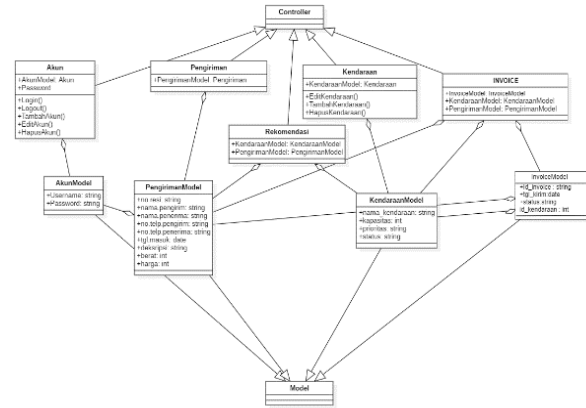 Controller
Akun
+AkunModel: Akun
+Password
+Login()
+Logout()
+TambahAkun()
+EditAkun()
+HapusAkun()
Pengiriman
+PengirimanModel: Pengiriman
Kendaraan
+KendaraanModel: Kendaraan
+EditKendaraan()
+TambahKendaraan()
+HapusKendaraan()
INVOICE
+InvoiceModel: InvoiceModel
+KendaraanModel: KendaraanModel
+PengirimanModel: PengirimanModel
Rekomendasi
+KendaraanModel: KendaraanModel
+PengirimanModel: PengirimanModel
AkunModel
+Username: string
+Password: string
PengirimanModel
+no.resi: string
+nama.pengirim: string
+nama.penerima: string
+no.telp.pengirim: string
+no.telp.penerima: string
+tgl.masuk: date
+deksripsi: string
+berat: int
+harga: int
KendaraanModel
+nama_kendaraan: string
+kapasitas: int
+prioritas: string
+status: string
InvoiceModel
+id_invoice : string
+tgl_kirim:date
+status:string
id_kendaraan : int
Model